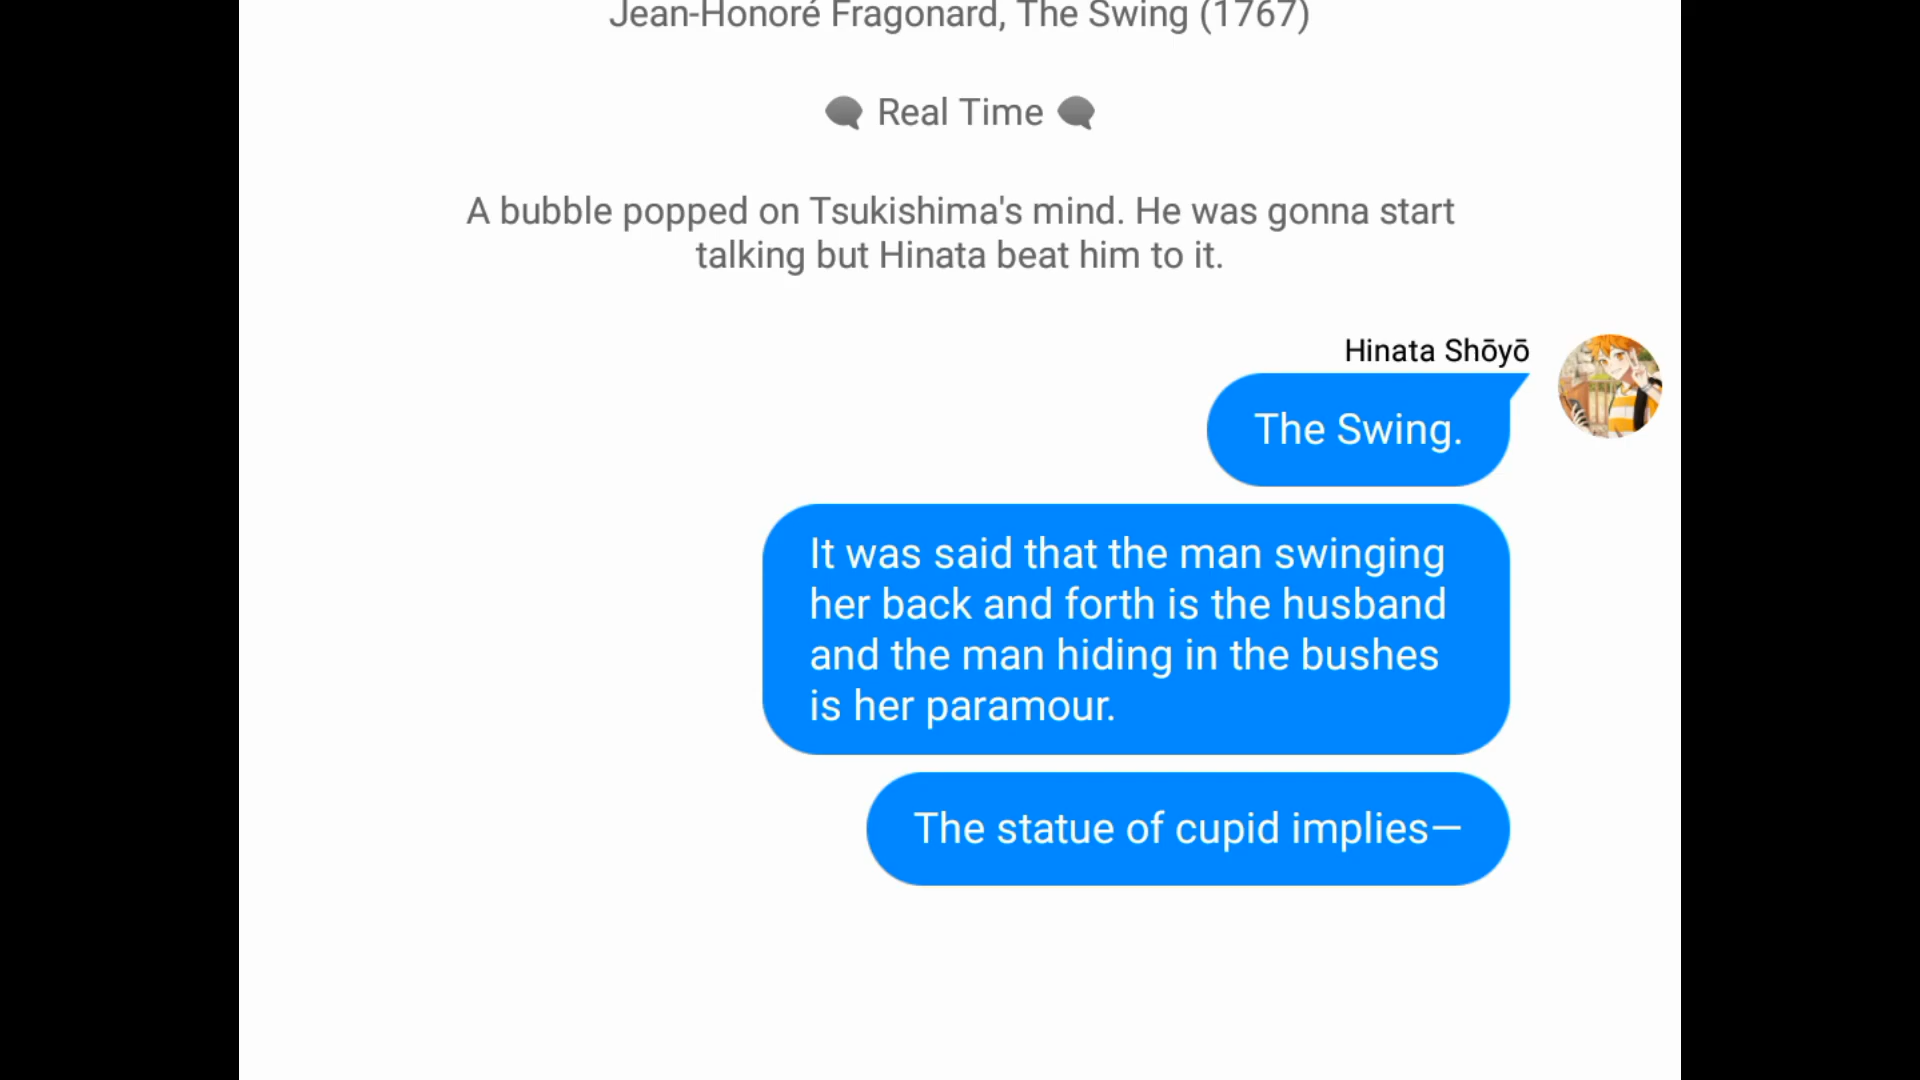 Jean-Honoré Fragonard, The Swing (1767)
Real Time
A bubble popped on Tsukishima's mind. He was gonna start
talking but Hinata beat him to it.
Hinata Shōyō
The Swing.
It was said that the man swinging
her back and forth is the husband
and the man hiding in the bushes
is her paramour.
The statue of cupid implies—